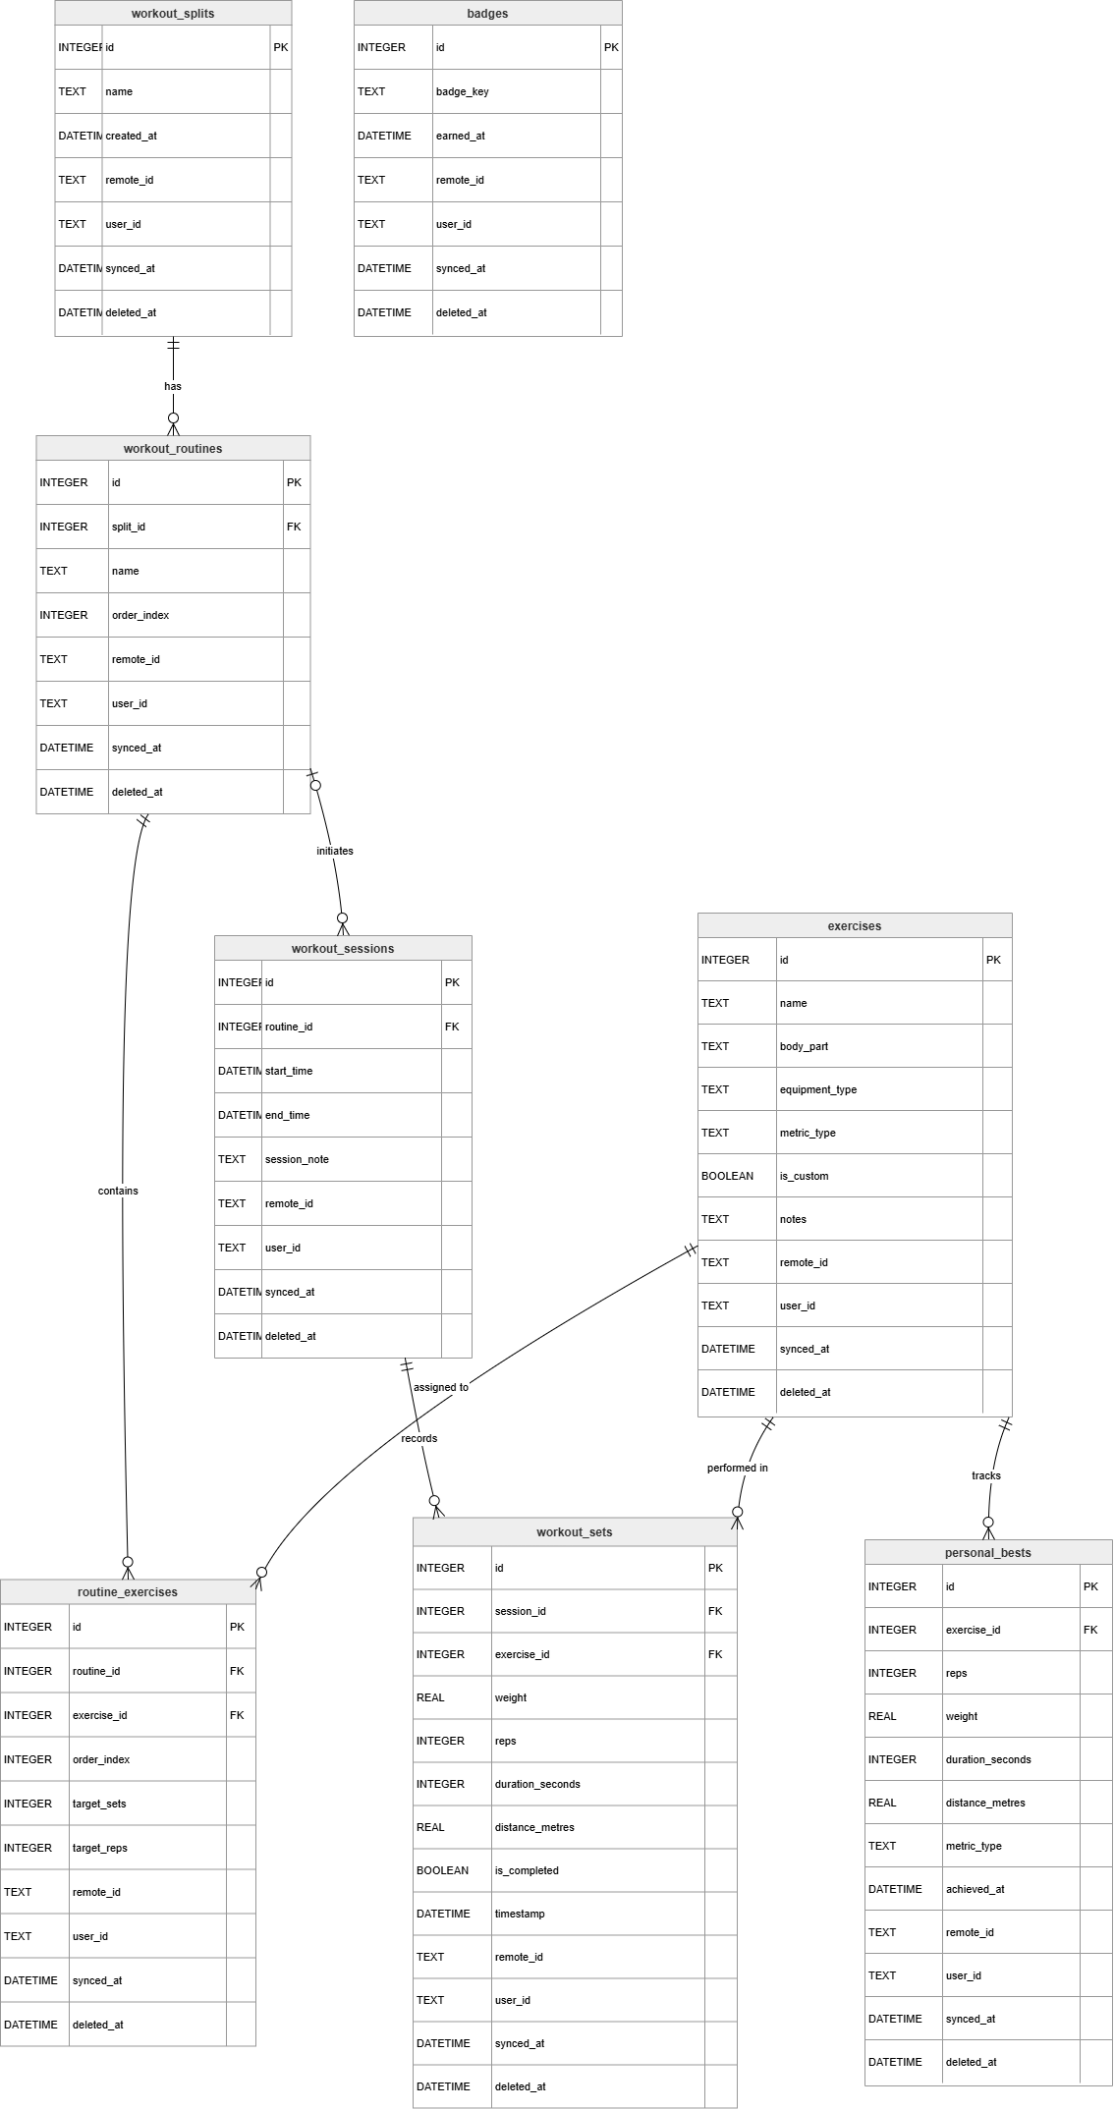 workout_splits
INTEGER id PK
TEXT name
DATETIM created_at
TEXT remote_id
TEXT user_id
DATETIM synced_at
DATETIM deleted_at
badges
INTEGER id PK
TEXT badge_key
DATETIME earned_at
TEXT remote_id
TEXT user_id
DATETIME synced_at
DATETIME deleted_at
has
workout_routines
INTEGER id PK
INTEGER split_id FK
TEXT name
INTEGER order_index
TEXT remote_id
TEXT user_id
DATETIME synced_at
DATETIME deleted_at
initiates
contains
workout_sessions
INTEGER id PK
INTEGER routine_id FK
DATETIM start_time
DATETIM end_time
TEXT session_note
TEXT remote_id
TEXT user_id
DATETIM synced_at
DATETIM deleted_at
exercises
INTEGER id PK
TEXT name
TEXT body_part
TEXT equipment_type
TEXT metric_type
BOOLEAN is_custom
TEXT notes
TEXT remote_id
TEXT user_id
DATETIME synced_at
DATETIME deleted_at
assigned to
records
performed in
tracks
routine_exercises
INTEGER id PK
INTEGER routine_id FK
INTEGER exercise_id FK
INTEGER order_index
INTEGER target_sets
INTEGER target_reps
TEXT remote_id
TEXT user_id
DATETIME synced_at
DATETIME deleted_at
workout_sets
INTEGER id PK
INTEGER session_id FK
INTEGER exercise_id FK
REAL weight
INTEGER reps
INTEGER duration_seconds
REAL distance_metres
BOOLEAN is_completed
DATETIME timestamp
TEXT remote_id
TEXT user_id
DATETIME synced_at
DATETIME deleted_at
personal_bests
INTEGER id PK
INTEGER exercise_id FK
INTEGER reps
REAL weight
INTEGER duration_seconds
REAL distance_metres
TEXT metric_type
DATETIME achieved_at
TEXT remote_id
TEXT user_id
DATETIME synced_at
DATETIME deleted_at